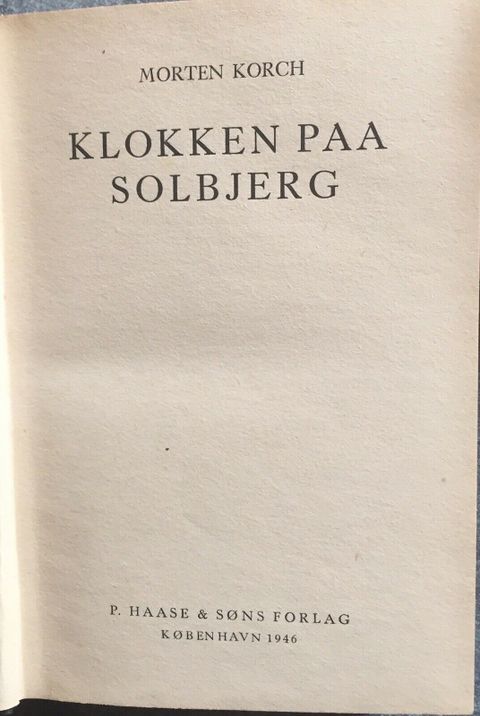 MORTEN KORCH
KLOKKEN PAA
SOLBJERG
P. HAASE & SØNS FORLAG
KØBENHAVN 1946